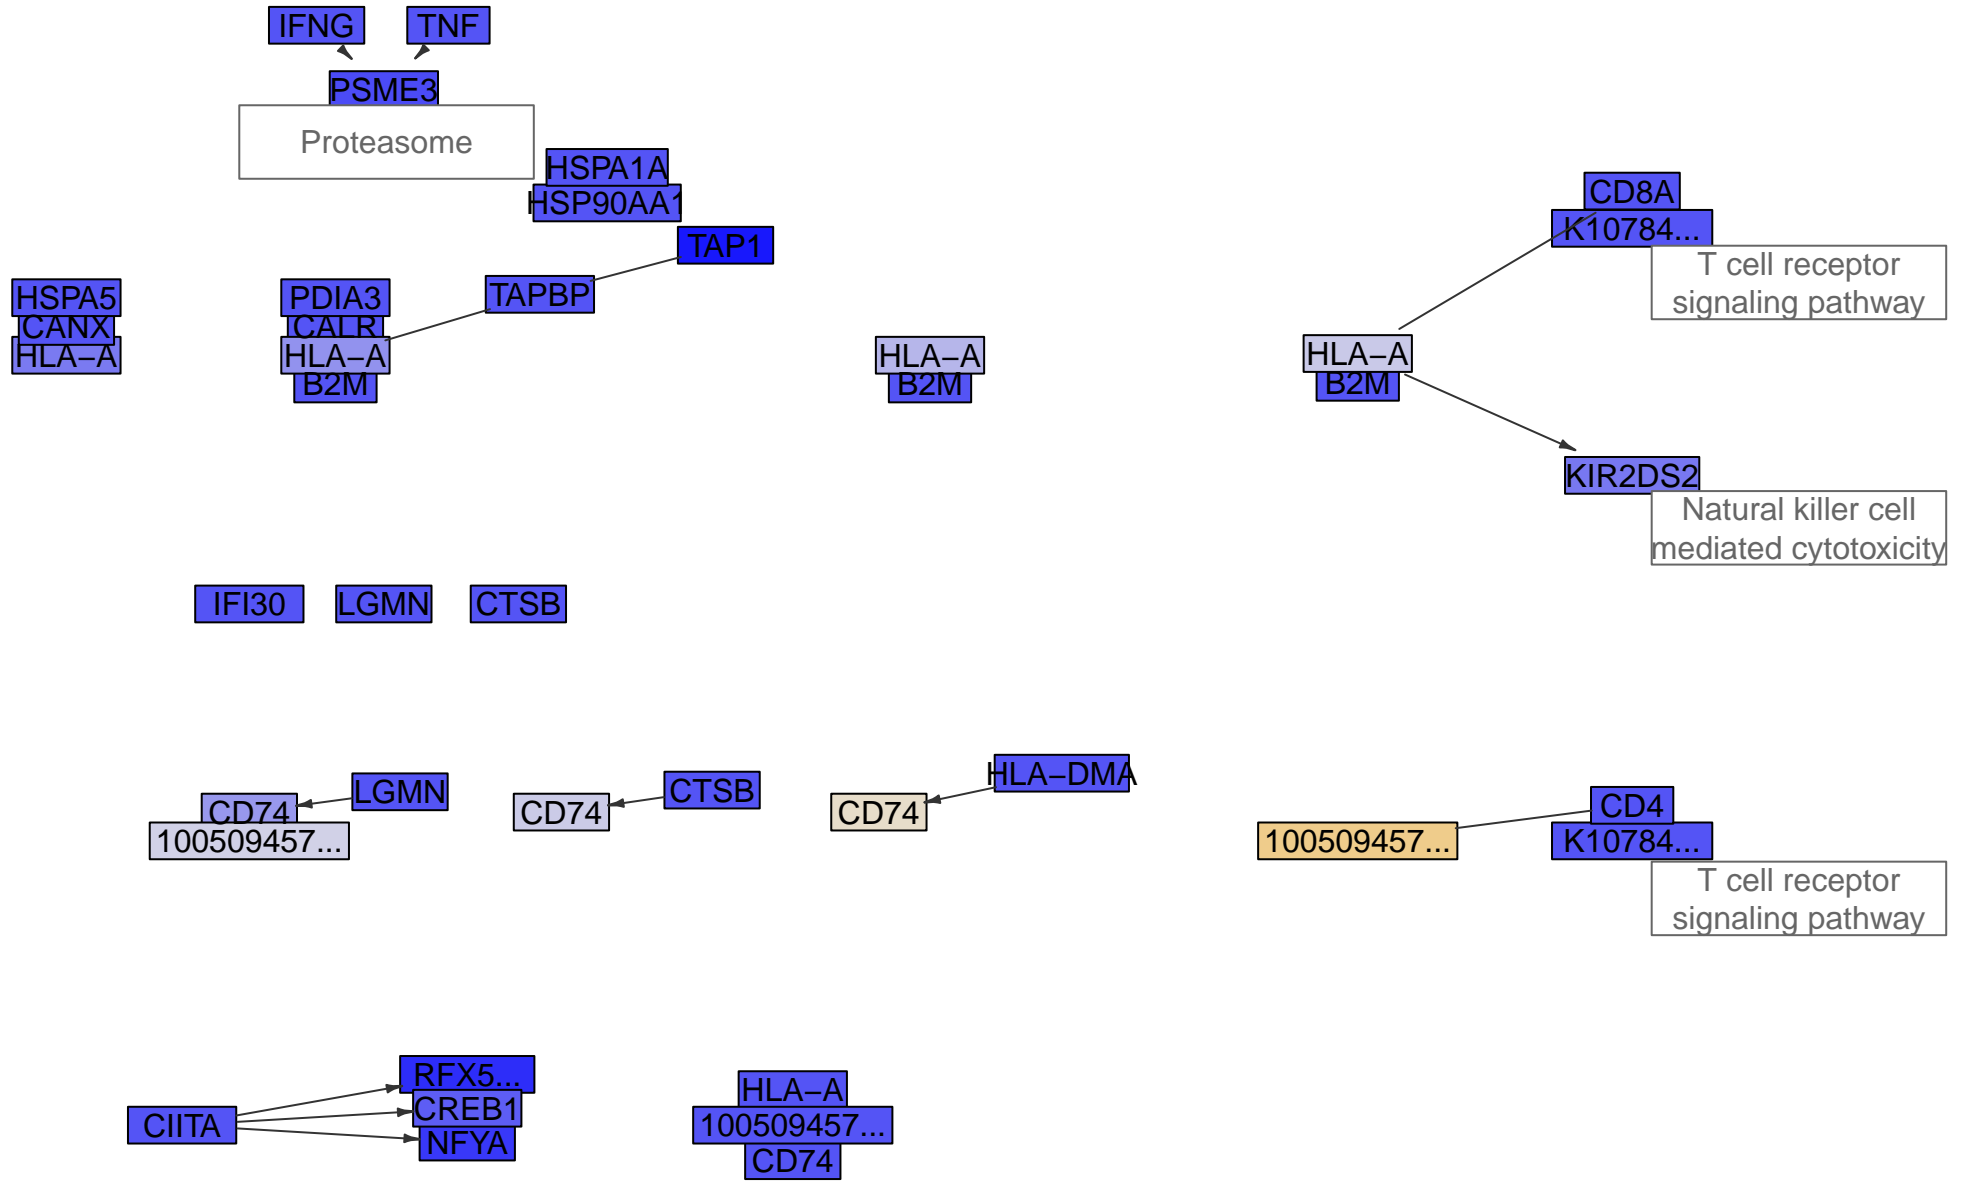 IFNG
TNF
PSME3
Proteasome
HSPA1A
HSP90AA1
TAP1
CD8A
K10784...
T cell receptor
signaling pathway
HSPA5
CANX
HLA−A
PDIA3
CALR
HLA−A
B2M
TAPBP
HLA−A
B2M
HLA−A
B2M
KIR2DS2
Natural killer cell
mediated cytotoxicity
IFI30
LGMN
CTSB
CD74
100509457...
LGMN
CD74
CTSB
CD74
HLA−DMA
100509457...
CD4
K10784...
T cell receptor
signaling pathway
CIITA
RFX5...
CREB1
NFYA
HLA−A
100509457...
CD74